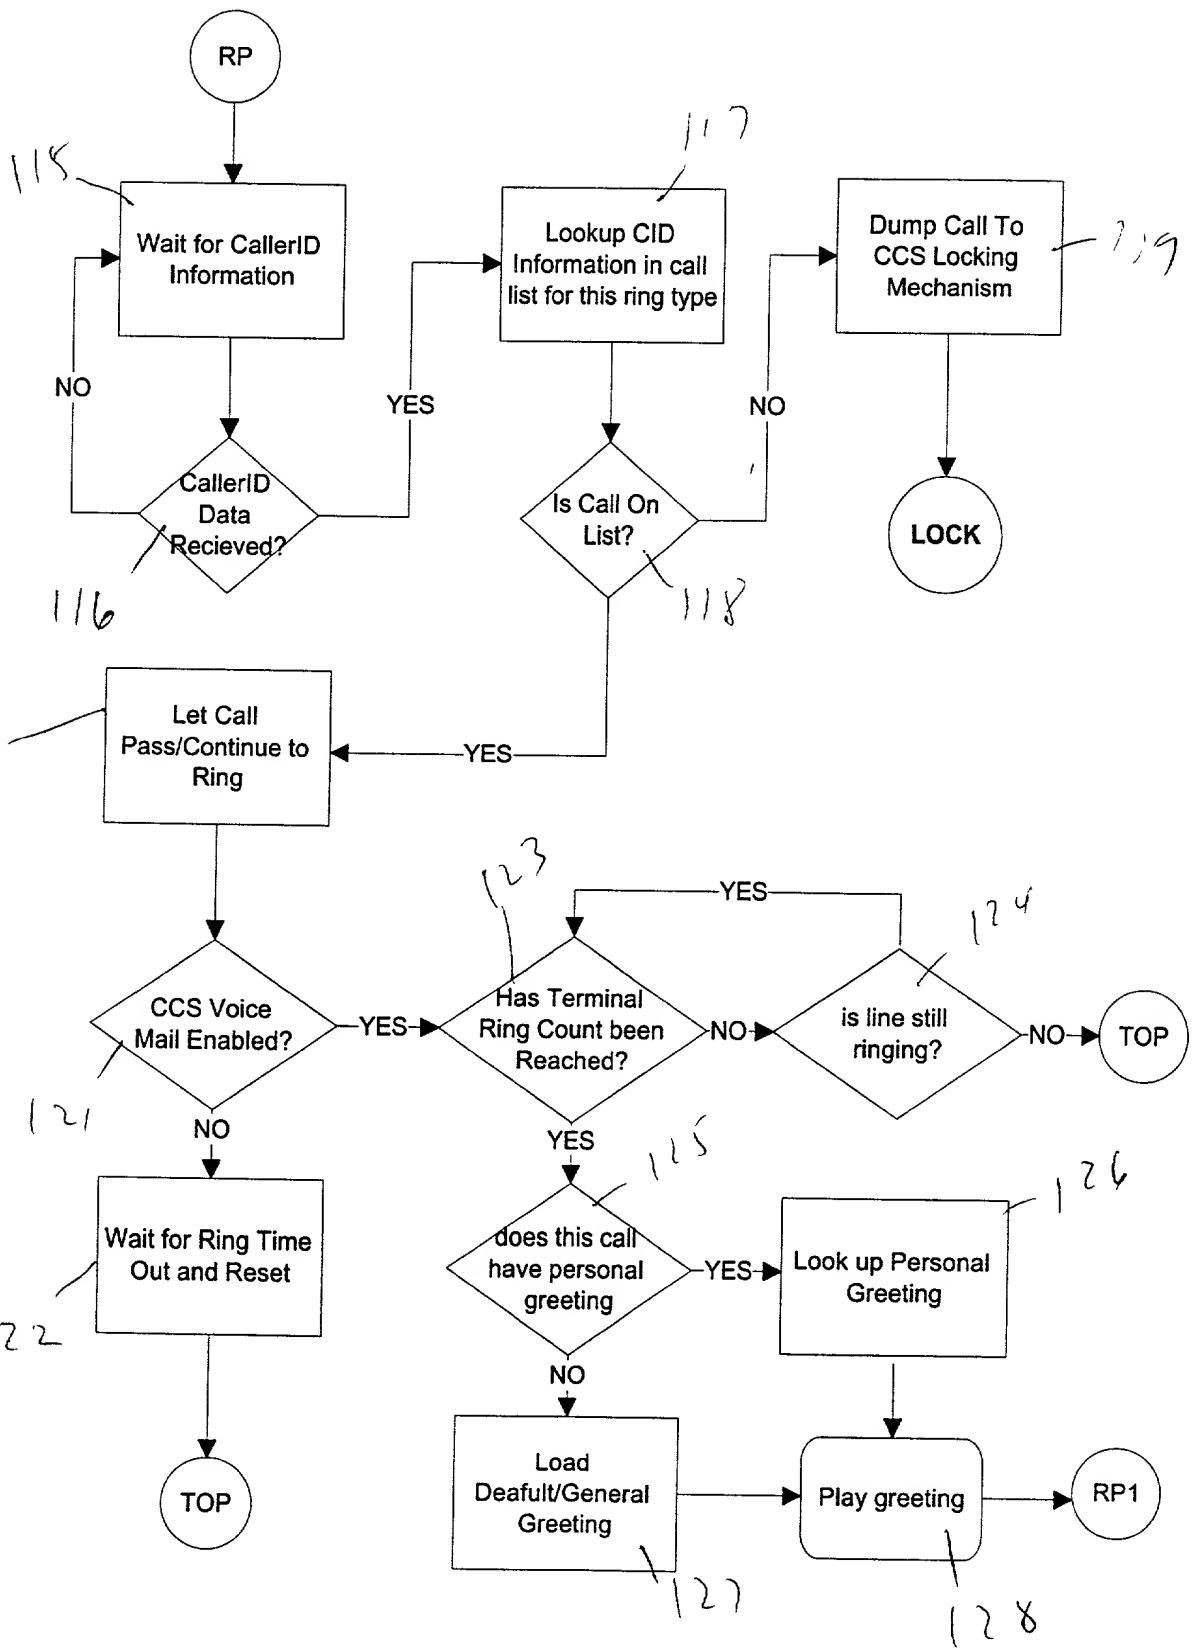 RP
115
Wait for CallerID
Information
NO
CallerID
Data
Recieved?
116
YES
117
Lookup CID
Information in call
list for this ring type
Is Call On
List?
118
NO
Dump Call To
CCS Locking
Mechanism
LOCK
YES
Let Call
Pass/Continue to
Ring
CCS Voice
Mail Enabled?
121
YES
NO
Wait for Ring Time
Out and Reset
22
TOP
123
Has Terminal
Ring Count been
Reached?
YES
NO
124
is line still
ringing?
NO
TOP
YES
125
does this call
have personal
greeting
YES
126
Look up Personal
Greeting
NO
Load
Deafult/General
Greeting
127
Play greeting
128
RP1